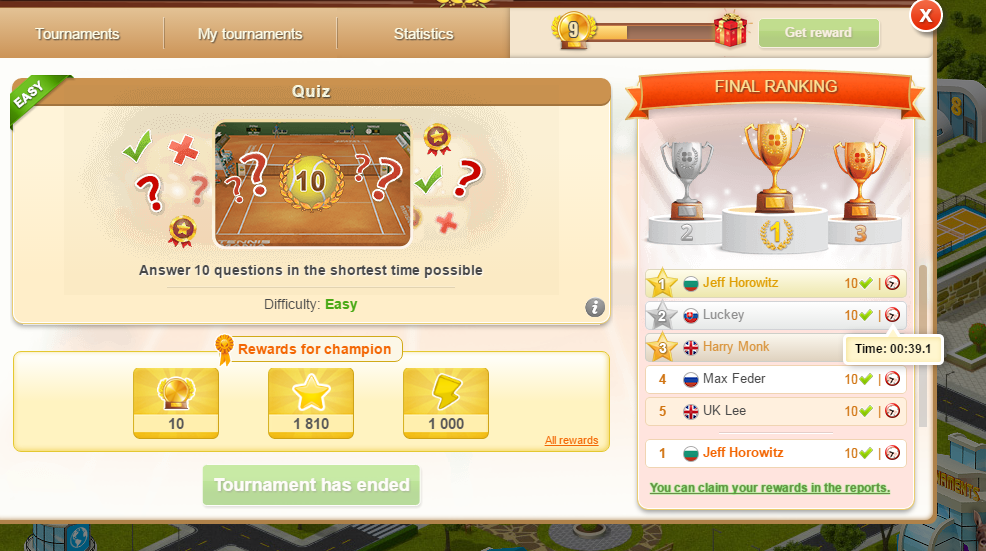 Tournaments
My tournaments
Statistics
9
Get reward
X
EASY
Quiz
10
Answer 10 questions in the shortest time possible
Difficulty: Easy
i
Rewards for champion
10
1 810
1 000
All rewards
Tournament has ended
FINAL RANKING
2
1
3
1 Jeff Horowitz 10 |
2 Luckey 10 |
Time: 00:39.1
3 Harry Monk
4 Max Feder 10 |
5 UK Lee 10 |
1 Jeff Horowitz 10 |
You can claim your rewards in the reports.
8